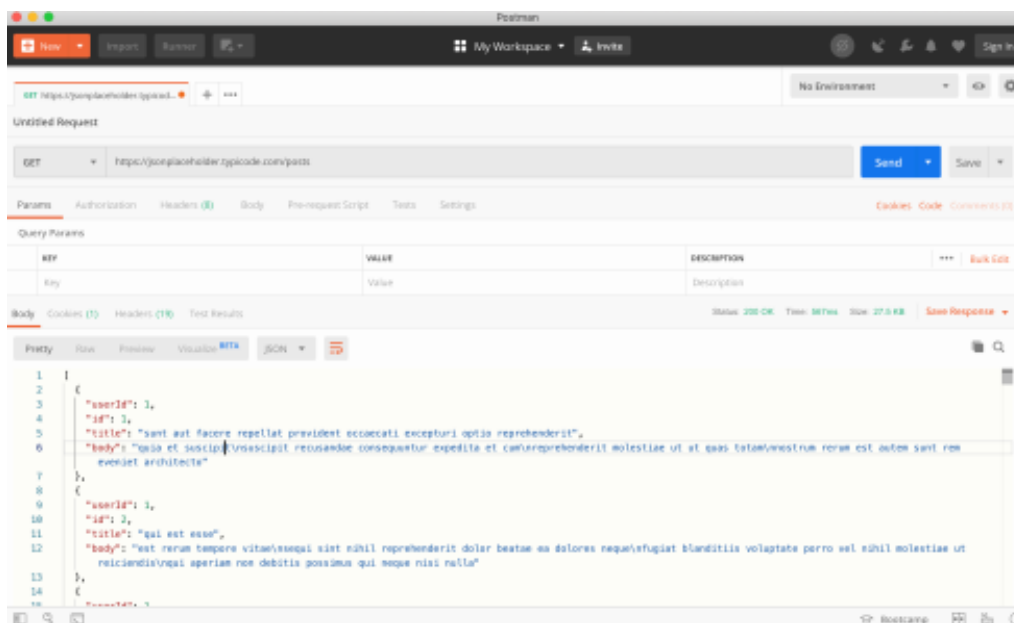 Postman
New Import Runner My Workspace Invite Sign In
GET https://jsonplaceholder.typicod... No Environment
Untitled Request
GET https://jsonplaceholder.typicode.com/posts Send Save
Params Authorization Headers (8) Body Pre-request Script Tests Settings Cookies Code Comments (0)
Query Params
KEY VALUE DESCRIPTION Bulk Edit
Key Value Description
Body Cookies (1) Headers (19) Test Results Status: 200 OK Time: Size: Save Response
Pretty Raw Preview Visualize BETA JSON
1 [
2 {
3 "userId": 1,
4 "id": 1,
5 "title": "sunt aut facere repellat provident occaecati excepturi optio reprehenderit",
6 "body": "quia et suscipit\nsuscipit recusandae consequuntur expedita et cum\nreprehenderit molestiae ut ut quas totam\nnostrum rerum est autem sunt rem
eveniet architecto"
7 },
8 {
9 "userId": 1,
10 "id": 2,
11 "title": "qui est esse",
12 "body": "est rerum tempore vitae\nsequi sint nihil reprehenderit dolor beatae ea dolores neque\nfugiat blanditiis voluptate porro vel nihil molestiae ut
reiciendis\nqui aperiam non debitis possimus qui neque nisi nulla"
13 },
14 {
Bootcamp